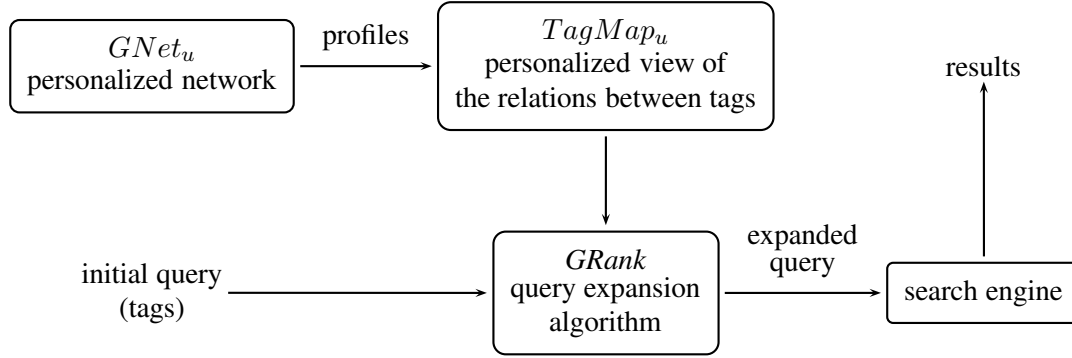 GNet_u
personalized network
profiles
TagMap_u
personalized view of
the relations between tags
results
initial query
(tags)
GRank
query expansion
algorithm
expanded
query
search engine